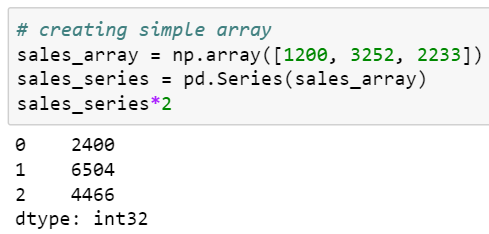 # creating simple array
sales_array = np.array([1200, 3252, 2233])
sales_series = pd.Series(sales_array)
sales_series*2
0    2400
1    6504
2    4466
dtype: int32